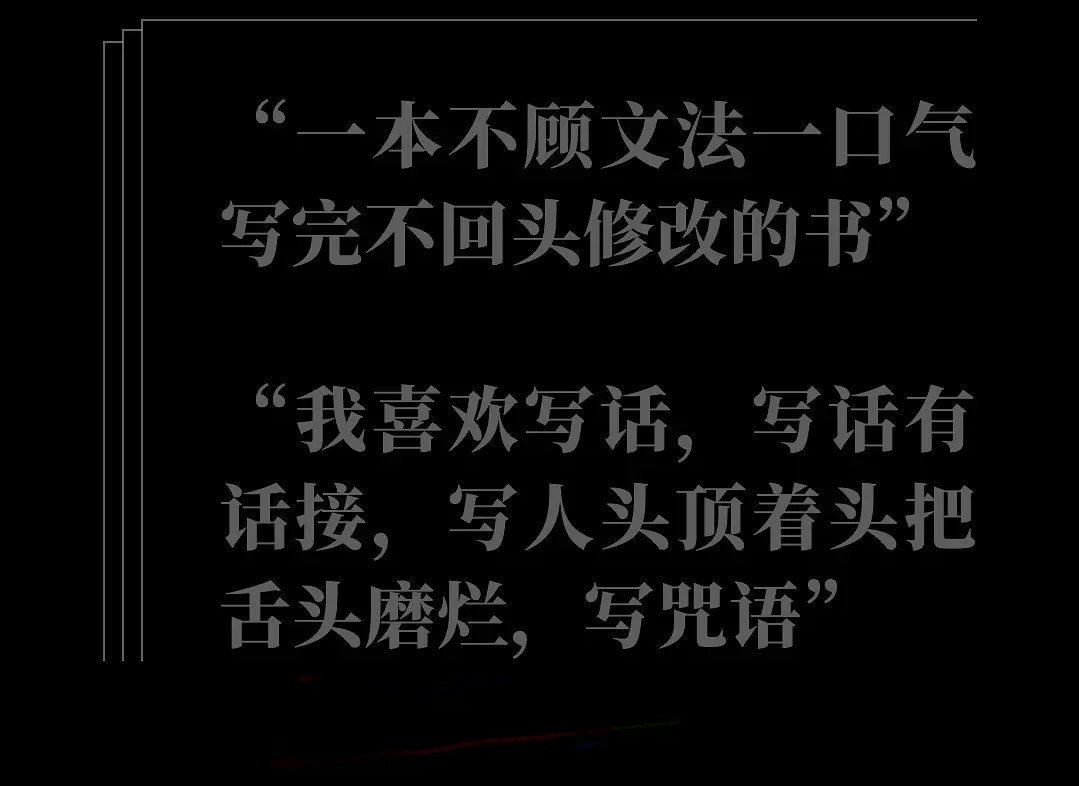 “一本不顾文法一口气
写完不回头修改的书”
“我喜欢写话，写话有
话接，写人头顶着头把
舌头磨烂，写咒语”